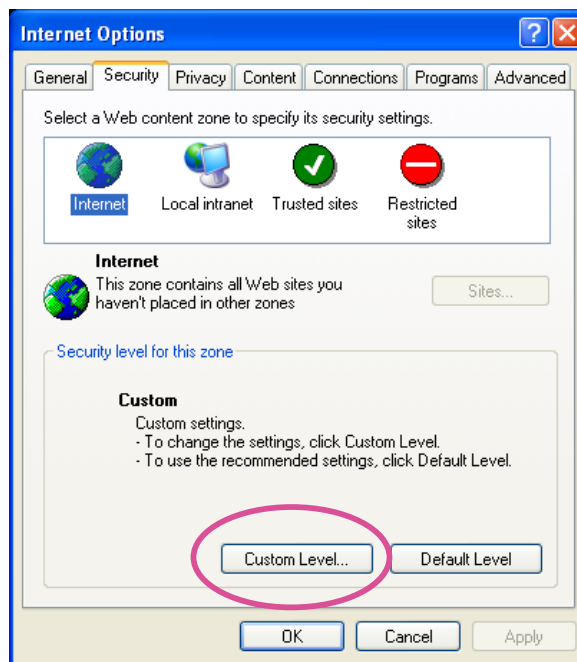 Internet Options
General Security Privacy Content Connections Programs Advanced
Select a Web content zone to specify its security settings.
Internet Local intranet Trusted sites Restricted sites
Internet
This zone contains all Web sites you
haven't placed in other zones
Sites...
Security level for this zone
Custom
Custom settings.
- To change the settings, click Custom Level.
- To use the recommended settings, click Default Level.
Custom Level... Default Level
OK Cancel Apply